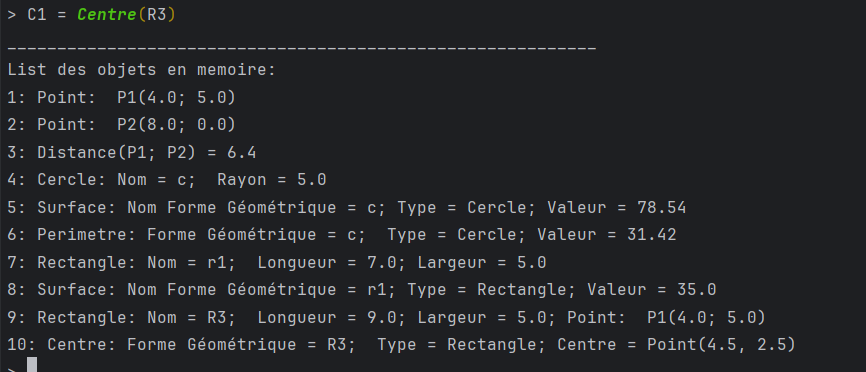 > C1 = Centre(R3)
___________________________________________________________
List des objets en memoire:
1: Point:  P1(4.0; 5.0)
2: Point:  P2(8.0; 0.0)
3: Distance(P1; P2) = 6.4
4: Cercle: Nom = c;  Rayon = 5.0
5: Surface: Nom Forme Géométrique = c; Type = Cercle; Valeur = 78.54
6: Perimetre: Forme Géométrique = c;  Type = Cercle; Valeur = 31.42
7: Rectangle: Nom = r1;  Longueur = 7.0; Largeur = 5.0
8: Surface: Nom Forme Géométrique = r1; Type = Rectangle; Valeur = 35.0
9: Rectangle: Nom = R3;  Longueur = 9.0; Largeur = 5.0; Point:  P1(4.0; 5.0)
10: Centre: Forme Géométrique = R3;  Type = Rectangle; Centre = Point(4.5, 2.5)
>